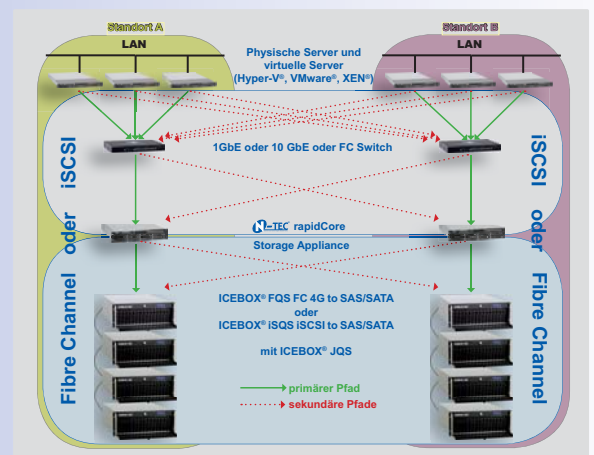 Standort A
Standort B
LAN
LAN
Physische Server und
virtuelle Server
(Hyper-V®, VMware®, XEN®)
1GbE oder 10 GbE oder FC Switch
Fibre Channel oder iSCSI
iSCSI oder Fibre Channel
N-TEC rapidCore
Storage Appliance
ICEBOX® FQS FC 4G to SAS/SATA
oder
ICEBOX® iSQS iSCSI to SAS/SATA
mit ICEBOX® JQS
primärer Pfad
sekundäre Pfade